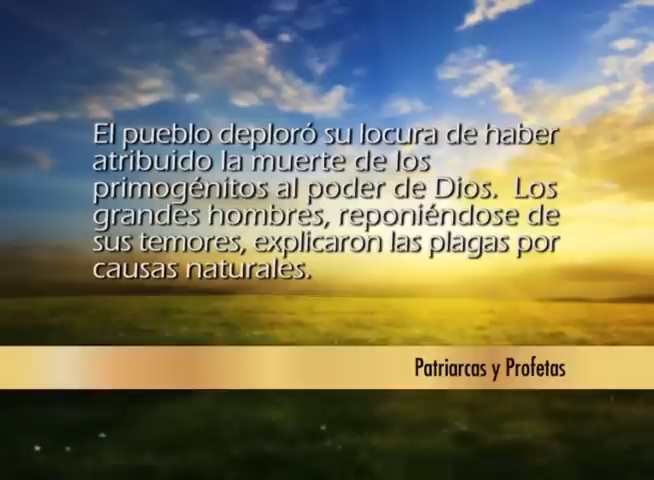 El pueblo deploró su locura de haber
atribuido la muerte de los
primogénitos al poder de Dios.  Los
grandes hombres, reponiéndose de
sus temores, explicaron las plagas por
causas naturales.
Patriarcas y Profetas